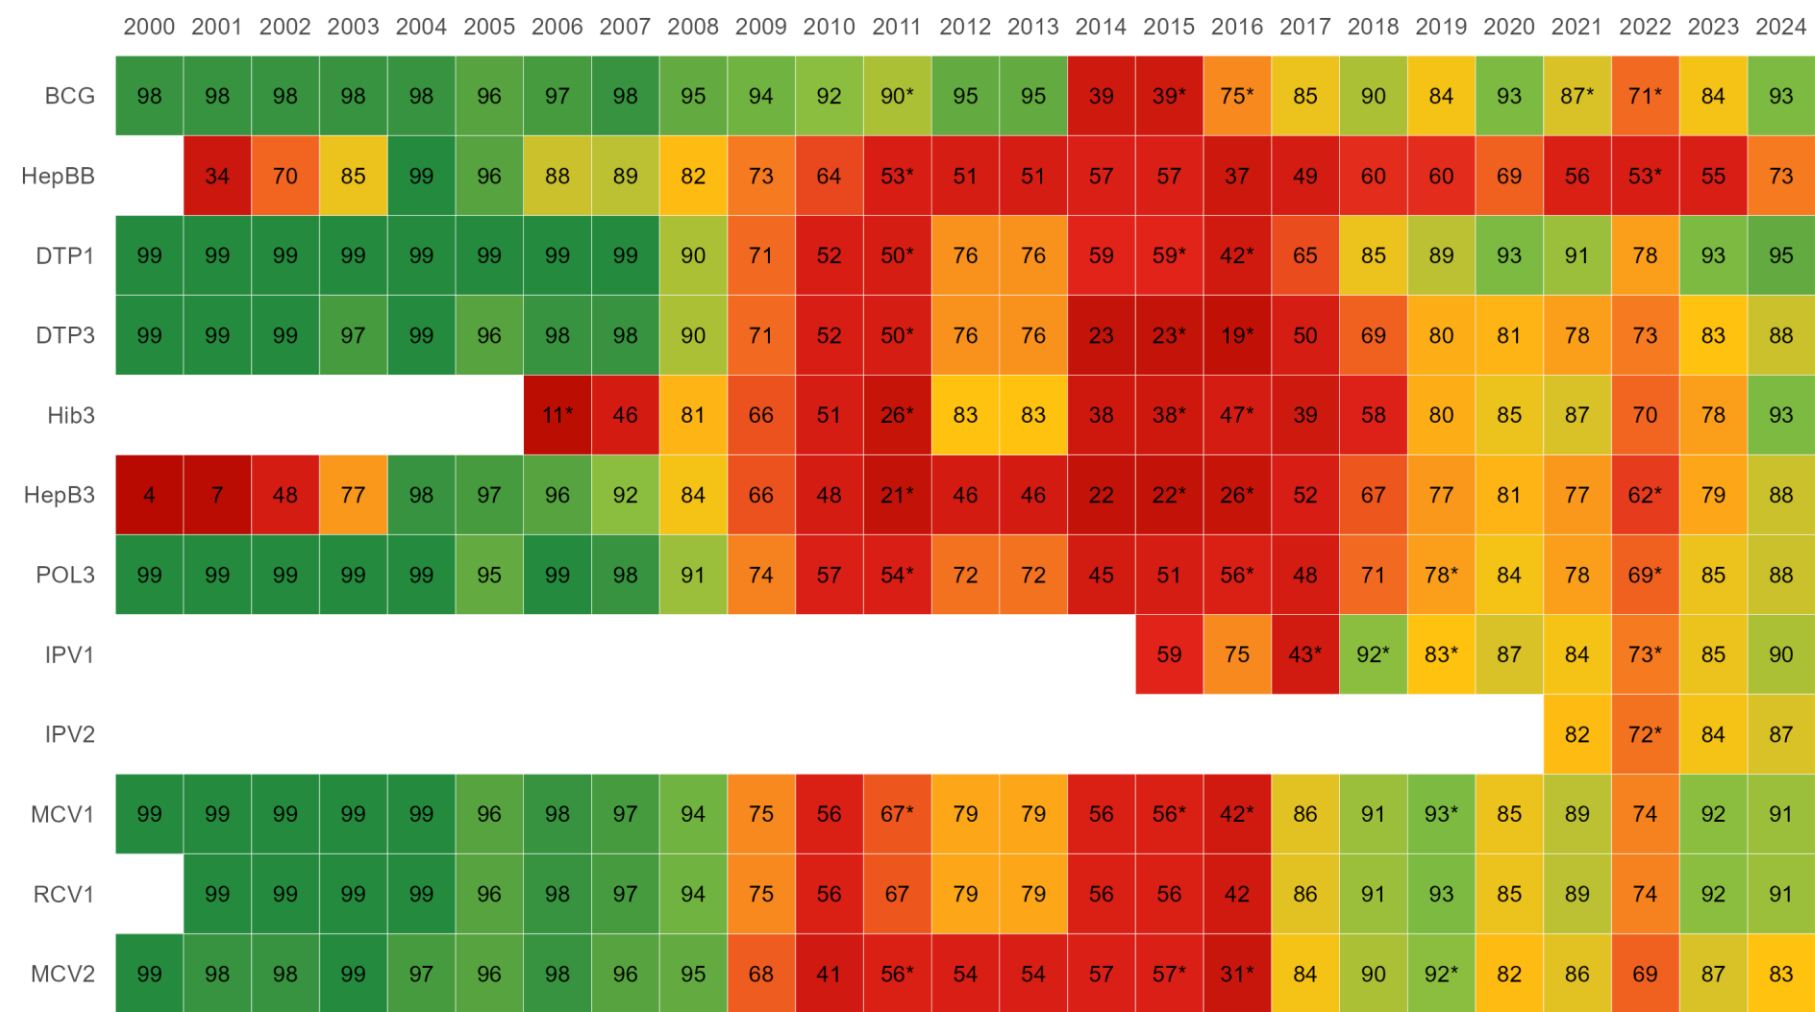 2000 2001 2002 2003 2004 2005 2006 2007 2008 2009 2010 2011 2012 2013 2014 2015 2016 2017 2018 2019 2020 2021 2022 2023 2024
BCG 98 98 98 98 98 96 97 98 95 94 92 90* 95 95 39 39* 75* 85 90 84 93 87* 71* 84 93
HepBB 34 70 85 99 96 88 89 82 73 64 53* 51 51 57 57 37 49 60 60 69 56 53* 55 73
DTP1 99 99 99 99 99 99 99 99 90 71 52 50* 76 76 59 59* 42* 65 85 89 93 91 78 93 95
DTP3 99 99 99 97 99 96 98 98 90 71 52 50* 76 76 23 23* 19* 50 69 80 81 78 73 83 88
Hib3 11* 46 81 66 51 26* 83 83 38 38* 47* 39 58 80 85 87 70 78 93
HepB3 4 7 48 77 98 97 96 92 84 66 48 21* 46 46 22 22* 26* 52 67 77 81 77 62* 79 88
POL3 99 99 99 99 99 95 99 98 91 74 57 54* 72 72 45 51 56* 48 71 78* 84 78 69* 85 88
IPV1 59 75 43* 92* 83* 87 84 73* 85 90
IPV2 82 72* 84 87
MCV1 99 99 99 99 99 96 98 97 94 75 56 67* 79 79 56 56* 42* 86 91 93* 85 89 74 92 91
RCV1 99 99 99 99 96 98 97 94 75 56 67 79 79 56 56 42 86 91 93 85 89 74 92 91
MCV2 99 98 98 99 97 96 98 96 95 68 41 56* 54 54 57 57* 31* 84 90 92* 82 86 69 87 83